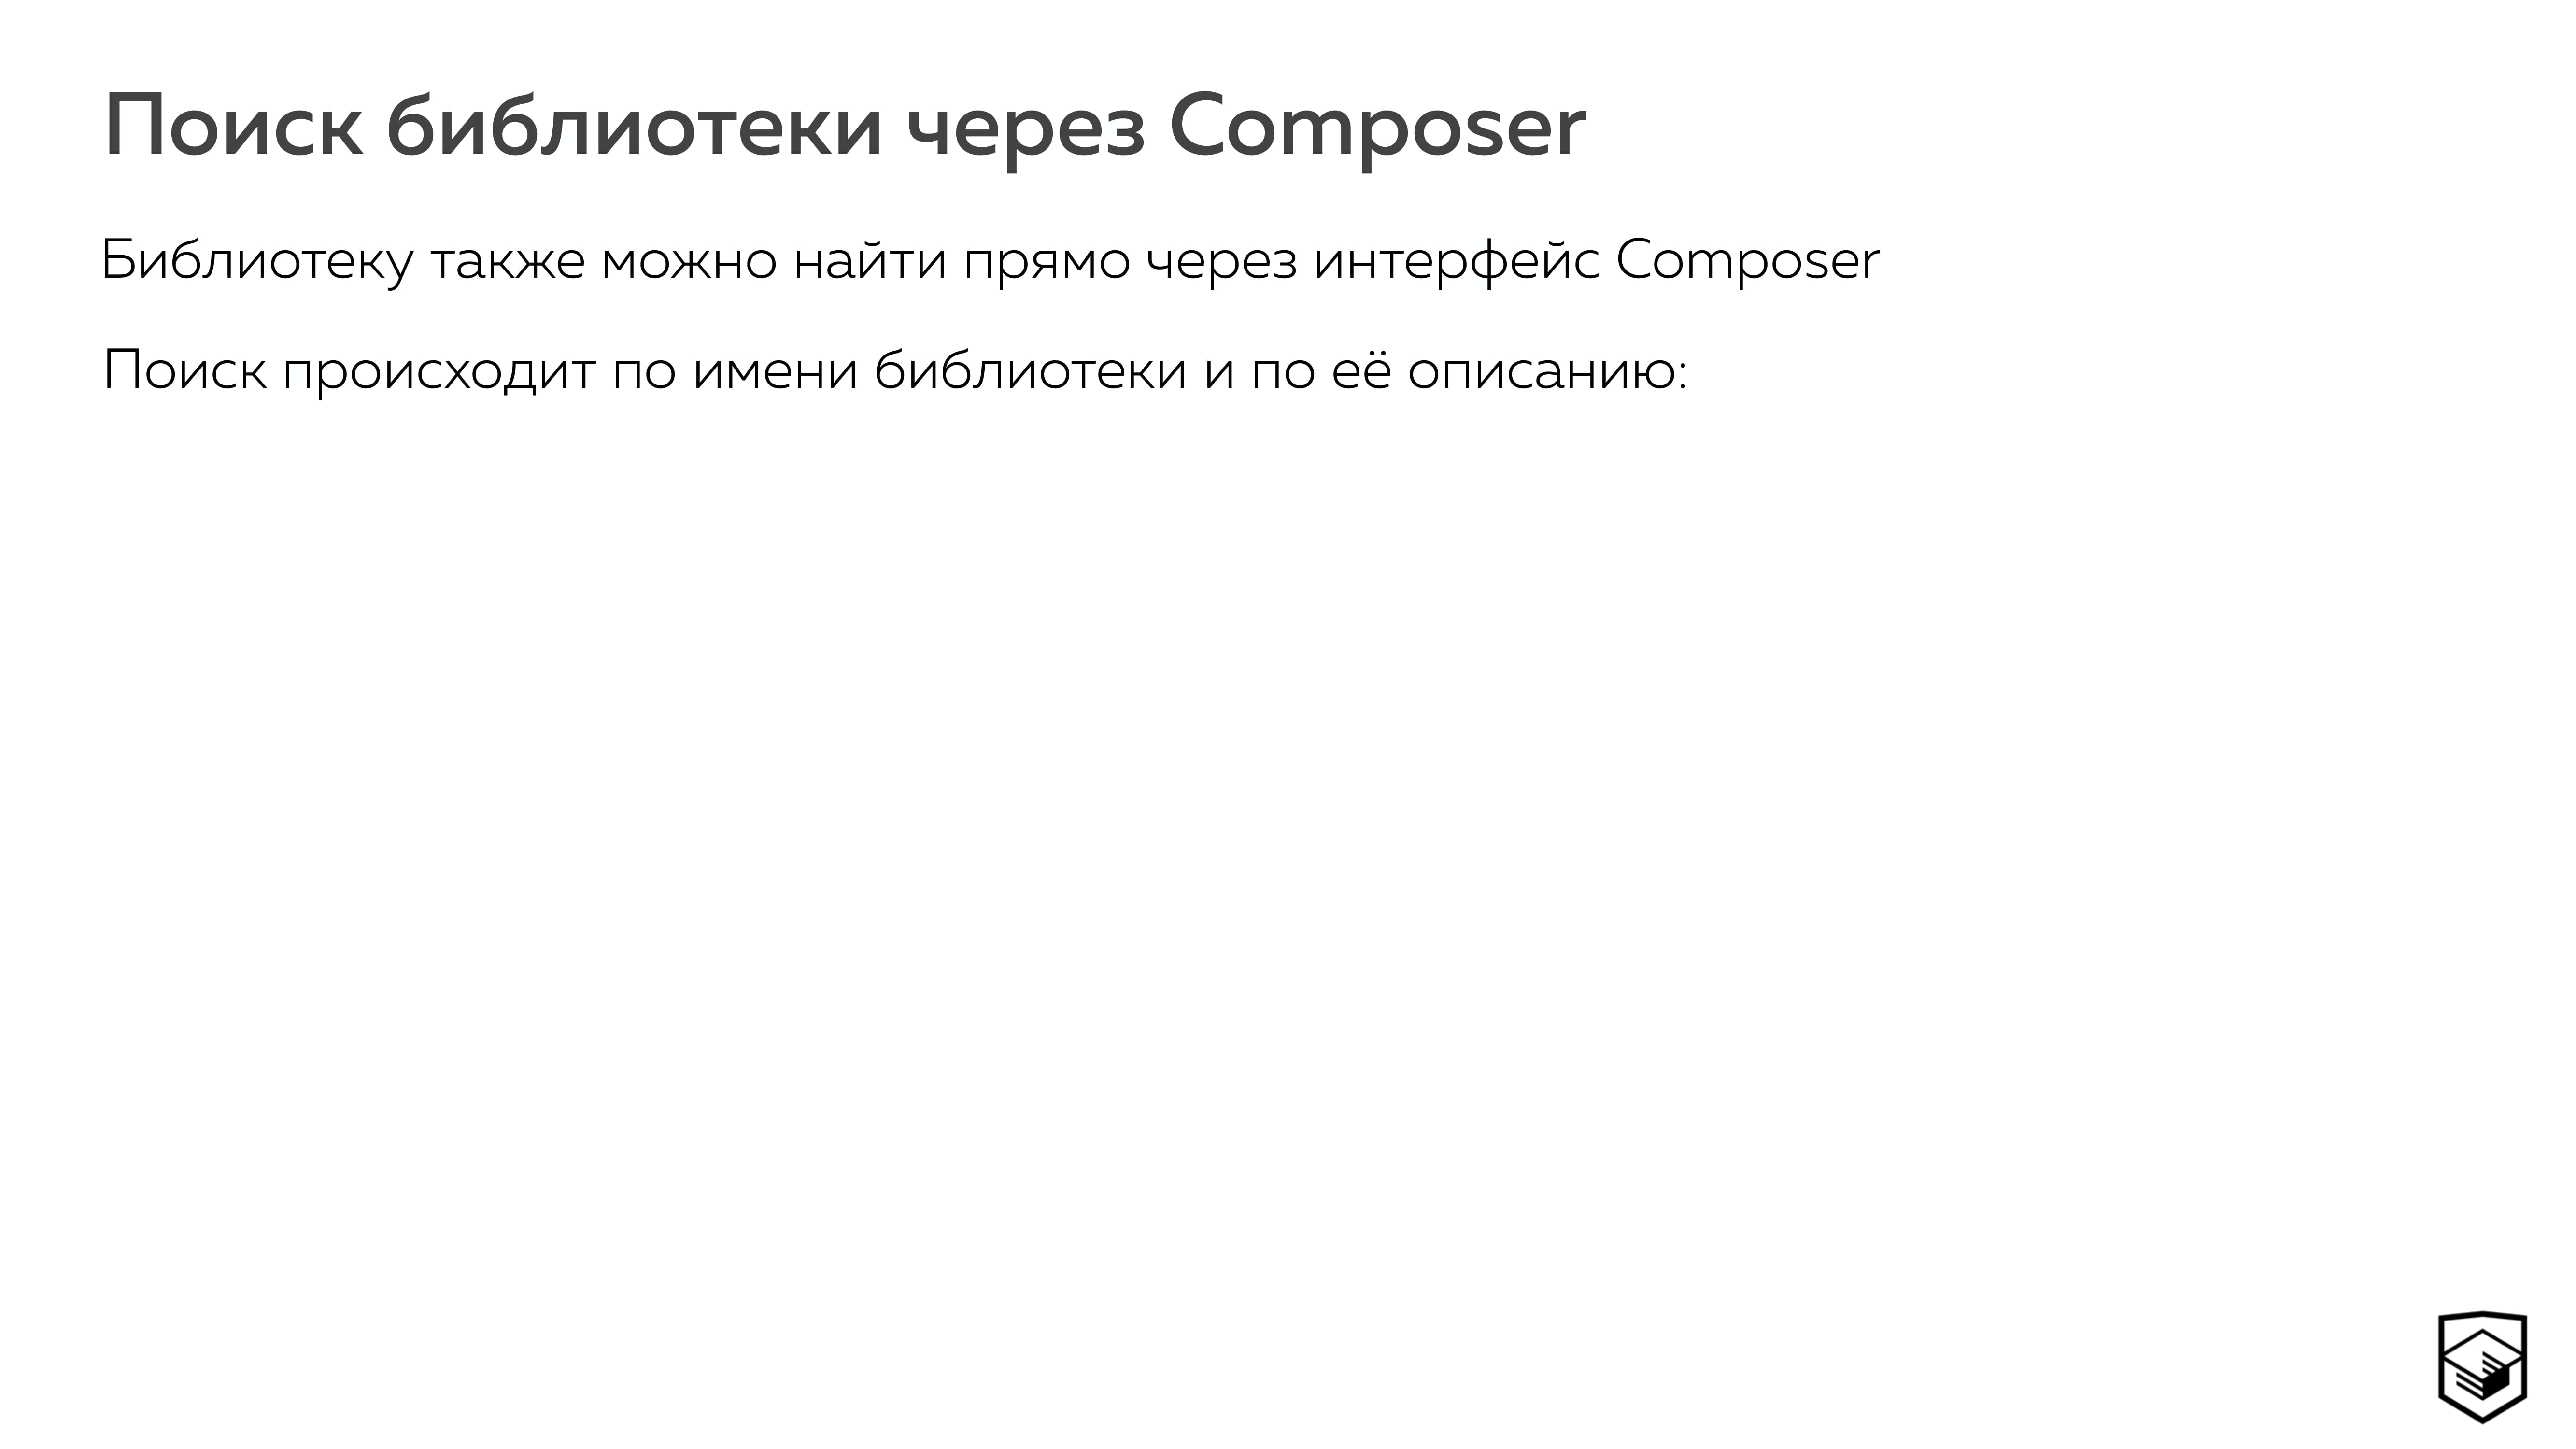 Поиск библиотеки через Composer
Библиотеку также можно найти прямо через интерфейс Composer
Поиск происходит по имени библиотеки и по её описанию: